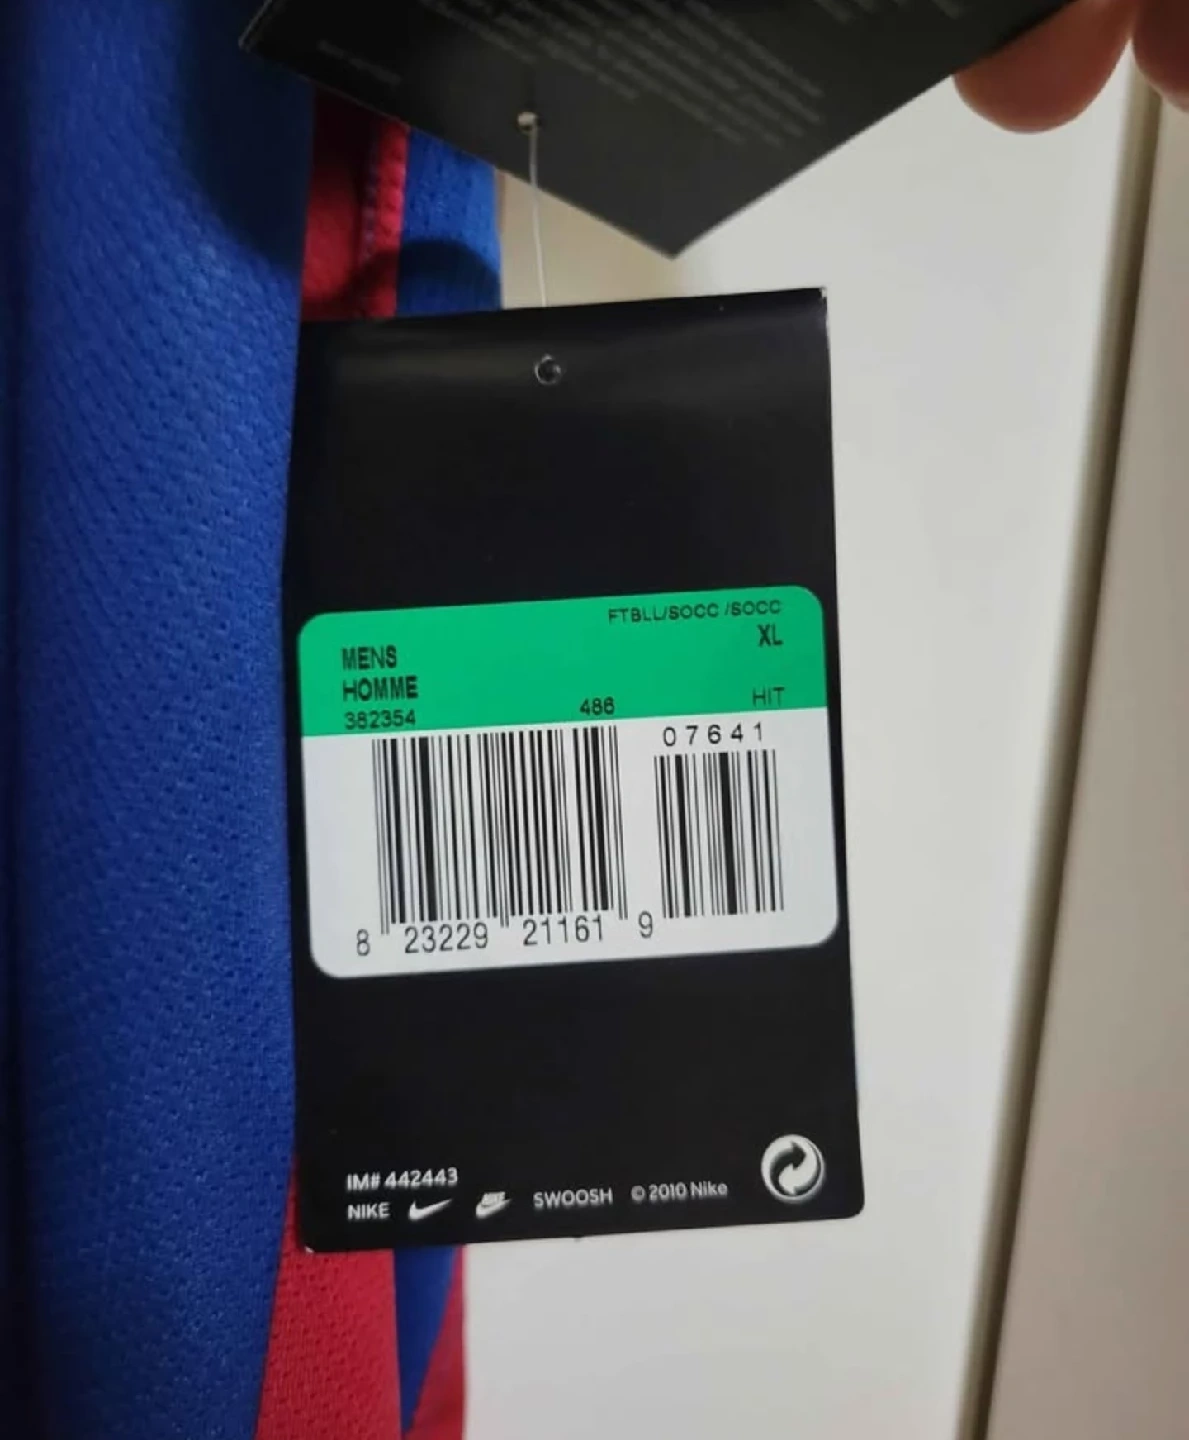 FTBLL/SOCC /SOCC
XL
MENS
HOMME
382354 486 HIT
07641
8 23229 21161 9
IM# 442443
NIKE SWOOSH © 2010 Nike